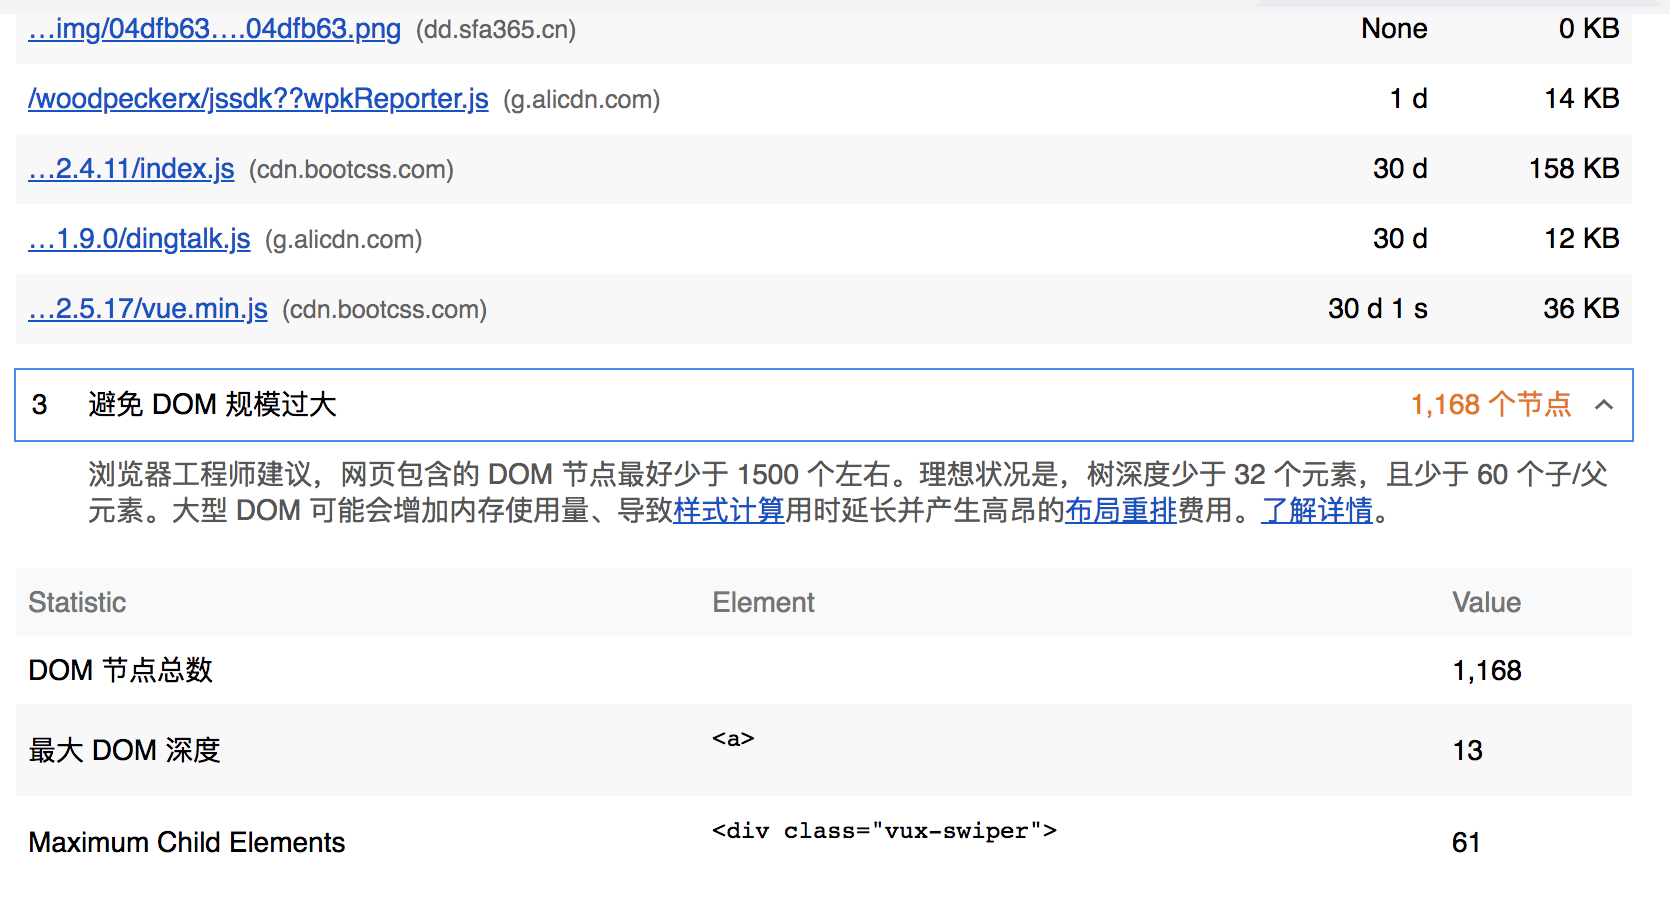 …img/04dfb63….04dfb63.png (dd.sfa365.cn) None 0 KB
/woodpeckerx/jssdk??wpkReporter.js (g.alicdn.com) 1 d 14 KB
…2.4.11/index.js (cdn.bootcss.com) 30 d 158 KB
…1.9.0/dingtalk.js (g.alicdn.com) 30 d 12 KB
…2.5.17/vue.min.js (cdn.bootcss.com) 30 d 1 s 36 KB
3 避免 DOM 规模过大 1,168 个节点
浏览器工程师建议，网页包含的 DOM 节点最好少于 1500 个左右。理想状况是，树深度少于 32 个元素，且少于 60 个子/父
元素。大型 DOM 可能会增加内存使用量、导致样式计算用时延长并产生高昂的布局重排费用。了解详情。
Statistic Element Value
DOM 节点总数 1,168
最大 DOM 深度 <a> 13
Maximum Child Elements <div class="vux-swiper"> 61